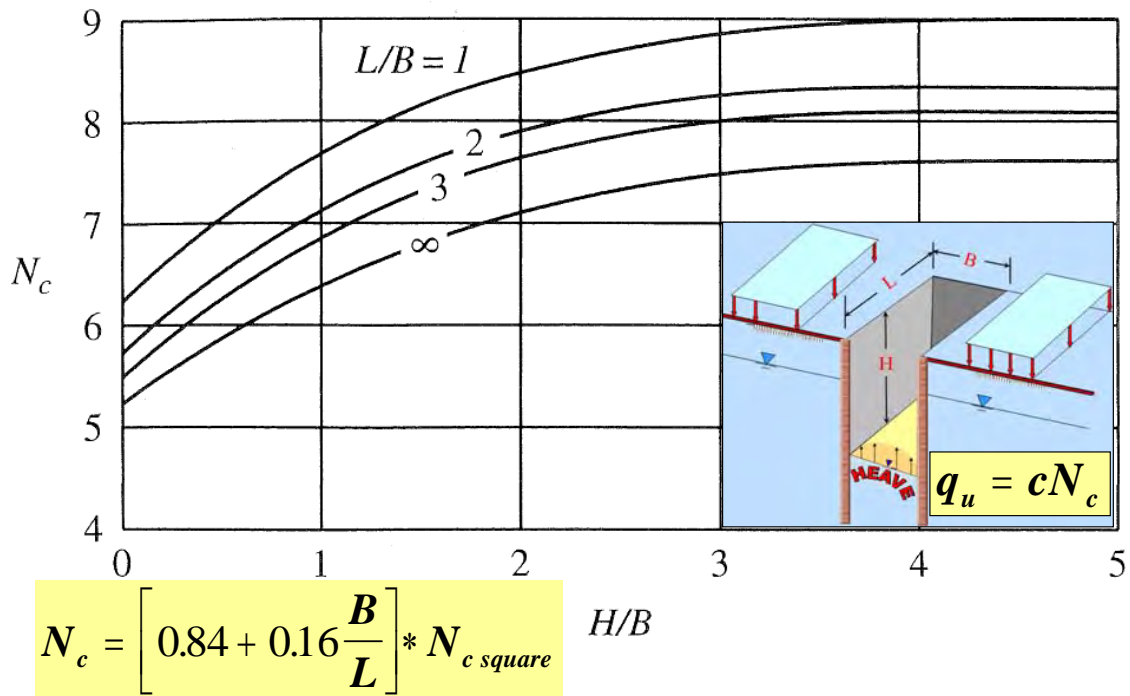 9
8
7
6
5
4
N_c
L/B = 1
2
3
∞
L
B
H
HEAVE
q_u = cN_c
0 1 2 3 4 5
H/B
N_c = [0.84 + 0.16 B/L] * N_c square